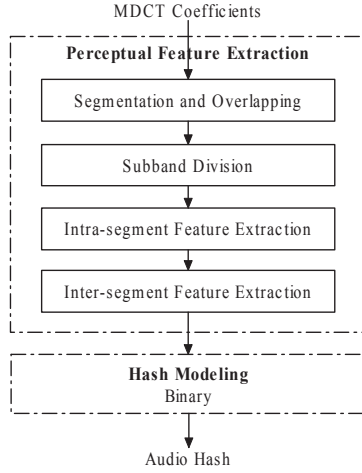 MDCT Coefficients
Perceptual Feature Extraction
Segmentation and Overlapping
Subband Division
Intra-segment Feature Extraction
Inter-segment Feature Extraction
Hash Modeling
Binary
Audio Hash